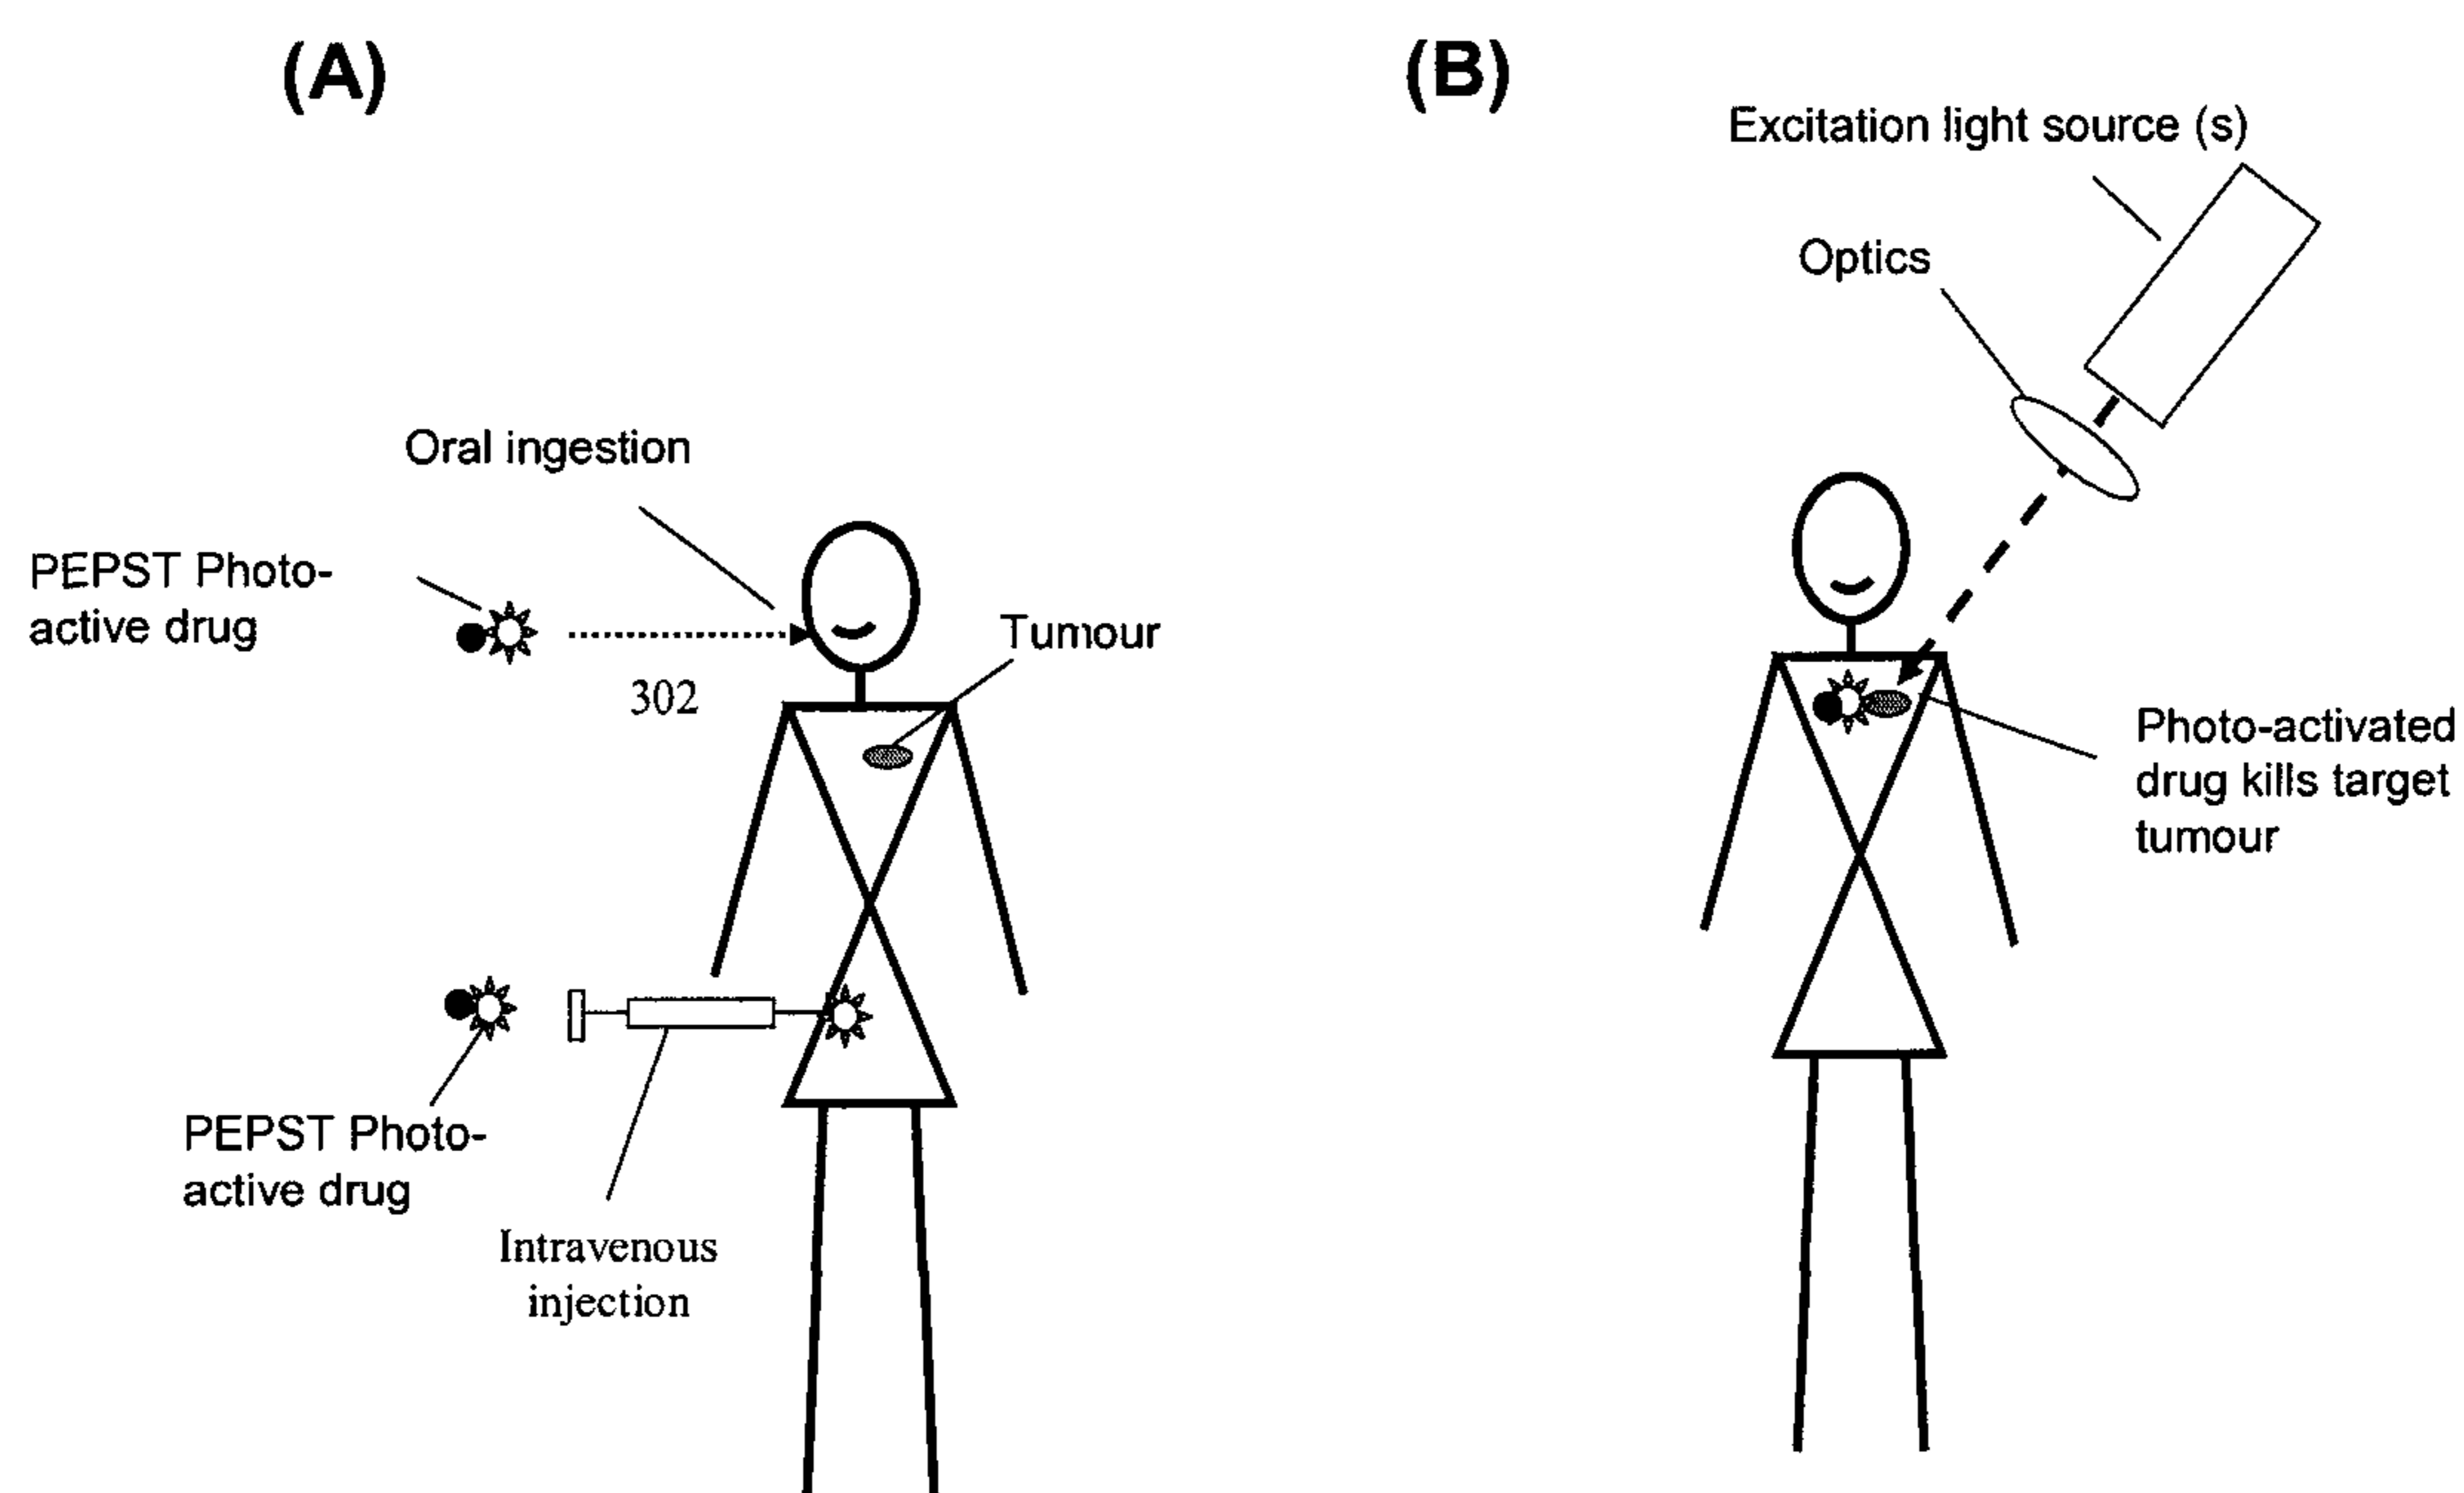 (A)
Oral ingestion
PEPST Photo-
active drug
302
Tumour
PEPST Photo-
active drug
Intravenous
injection
(B)
Excitation light source (s)
Optics
Photo-activated
drug kills target
tumour